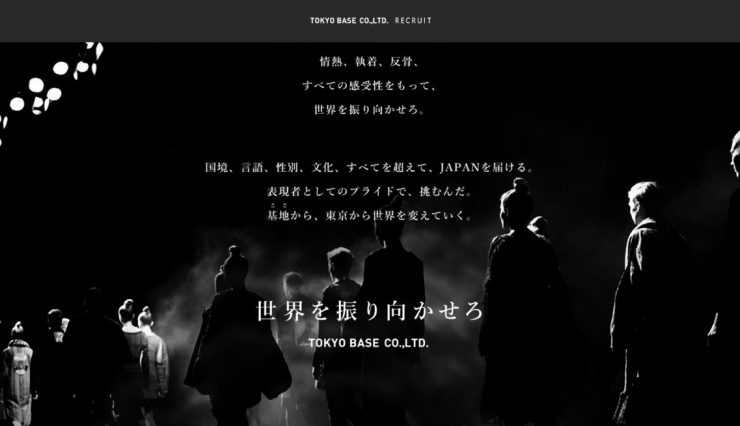 TOKYO BASE CO.,LTD. RECRUIT
情熱、執着、反骨、
すべての感受性をもって、
世界を振り向かせろ。
国境、言語、性別、文化、すべてを超えて、JAPANを届ける。
表現者としてのプライドで、挑むんだ。
ここ
基地から、東京から世界を変えていく。
世界を振り向かせろ
TOKYO BASE CO.,LTD.